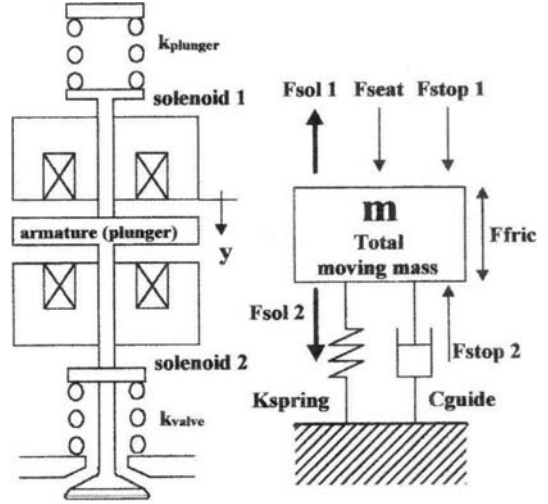 kplunger
solenoid 1
armature (plunger)
y
solenoid 2
kvalve
Fsol 1
Fseat
Fstop 1
m
Total
moving mass
Ffric
Fsol 2
Fstop 2
Kspring
Cguide